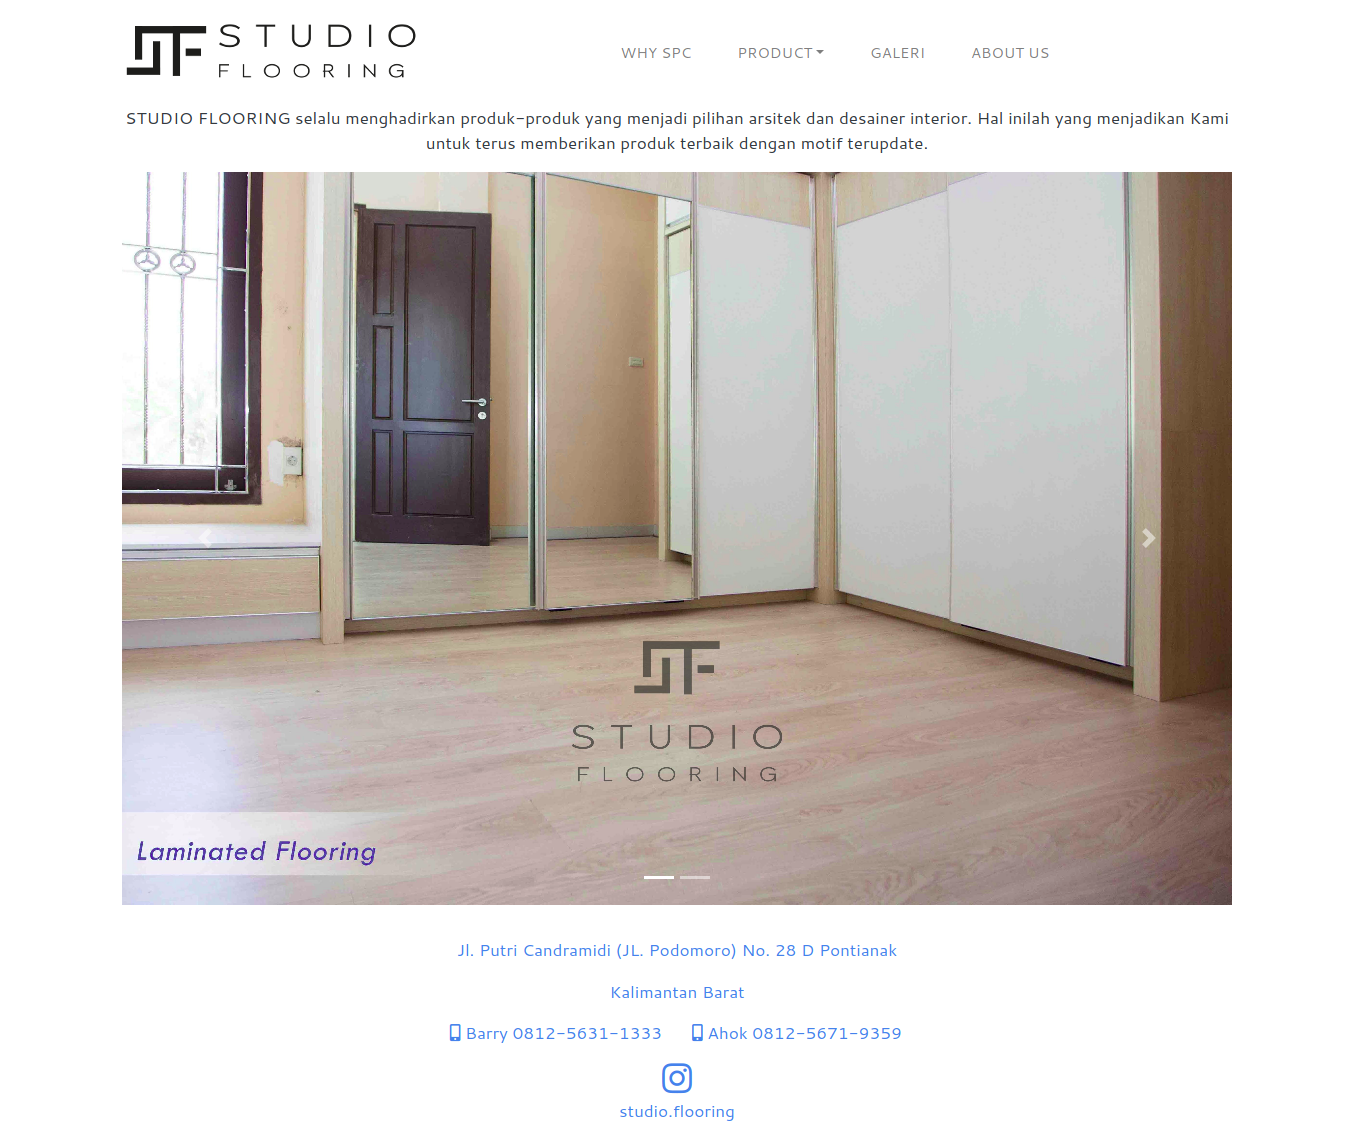 STUDIO
FLOORING
WHY SPC
PRODUCT
GALERI
ABOUT US
STUDIO FLOORING selalu menghadirkan produk-produk yang menjadi pilihan arsitek dan desainer interior. Hal inilah yang menjadikan Kami
untuk terus memberikan produk terbaik dengan motif terupdate.
STUDIO
FLOORING
Laminated Flooring
Jl. Putri Candramidi (JL. Podomoro) No. 28 D Pontianak
Kalimantan Barat
Barry 0812-5631-1333
Ahok 0812-5671-9359
studio.flooring